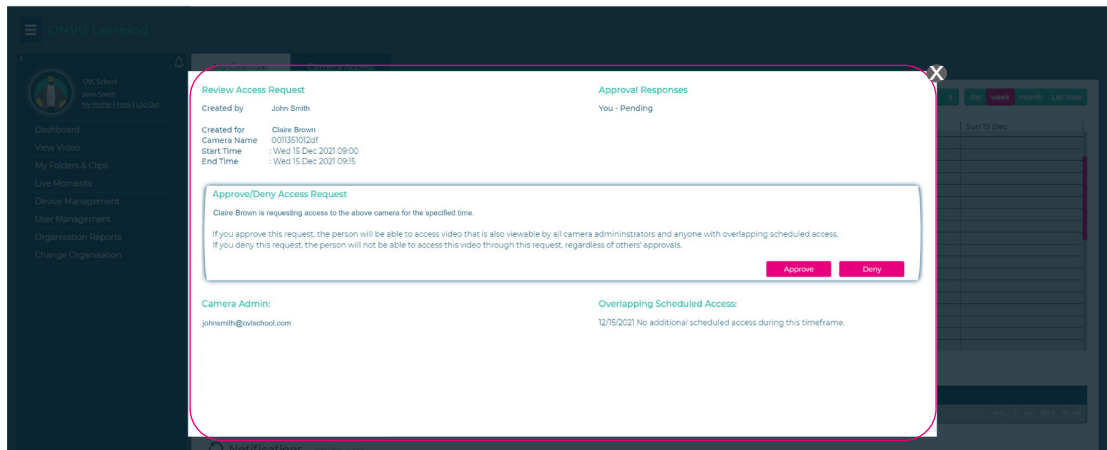 ONVU Learning
Camera Access
OVL School
John Smith
My Profile | Help | Log Out
Dashboard
View Video
My Folders & Clips
Live Moments
Device Management
User Management
Organisation Reports
Change Organisation
X
Review Access Request
Created by John Smith
Created for Claire Brown
Camera Name 0011351012df
Start Time : Wed 15 Dec 2021 09:00
End Time : Wed 15 Dec 2021 09:15
Approval Responses
You - Pending
Approve/Deny Access Request
Claire Brown is requesting access to the above camera for the specified time.
If you approve this request, the person will be able to access video that is also viewable by all camera admininstrators and anyone with overlapping scheduled access.
If you deny this request, the person will not be able to access this video through this request, regardless of others' approvals.
Approve Deny
Camera Admin:
johnsmith@ovlschool.com
Overlapping Scheduled Access:
12/15/2021 No additional scheduled access during this timeframe.
day week month List View
Sun 19 Dec
Notifications